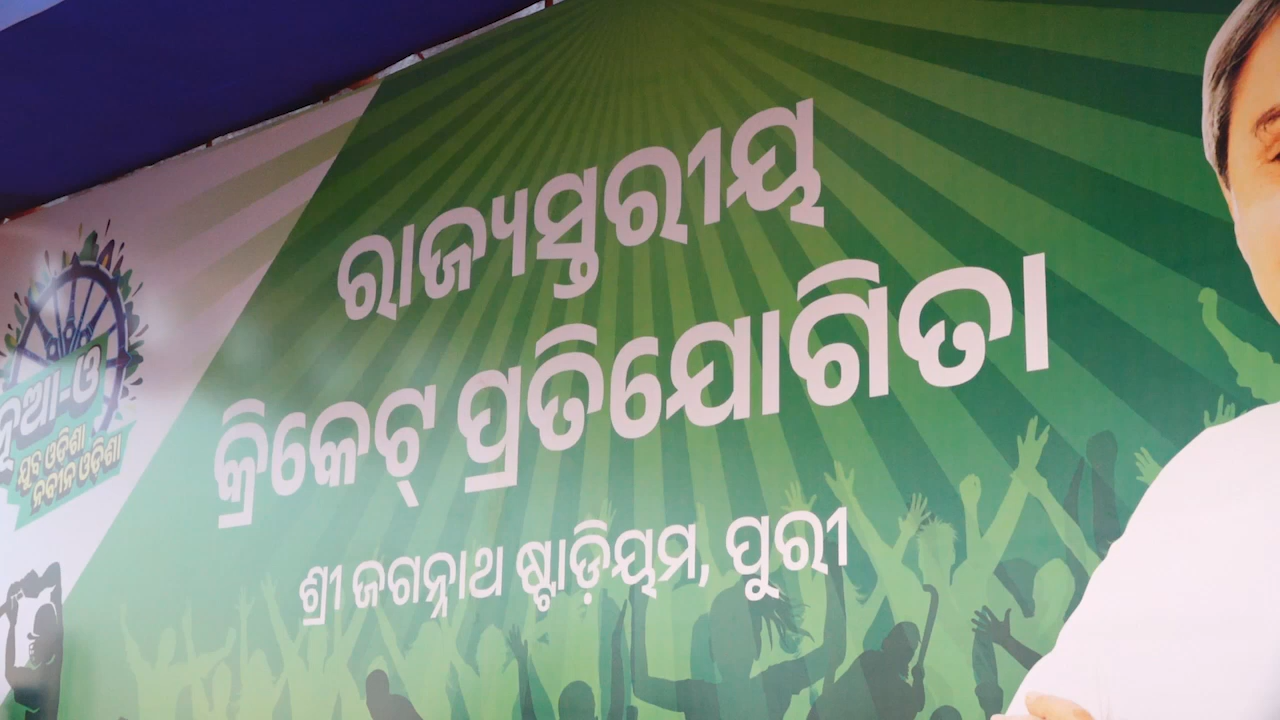 ରାଜ୍ୟସ୍ତରୀୟ
କ୍ରିକେଟ୍ ପ୍ରତିଯୋଗିତା
ଶ୍ରୀ ଜଗନ୍ନାଥ ଷ୍ଟାଡ଼ିୟମ, ପୁରୀ
ନୂଆ-ଓ
ଯୁବ ଓଡ଼ିଶା
ନବୀନ ଓଡ଼ିଶା